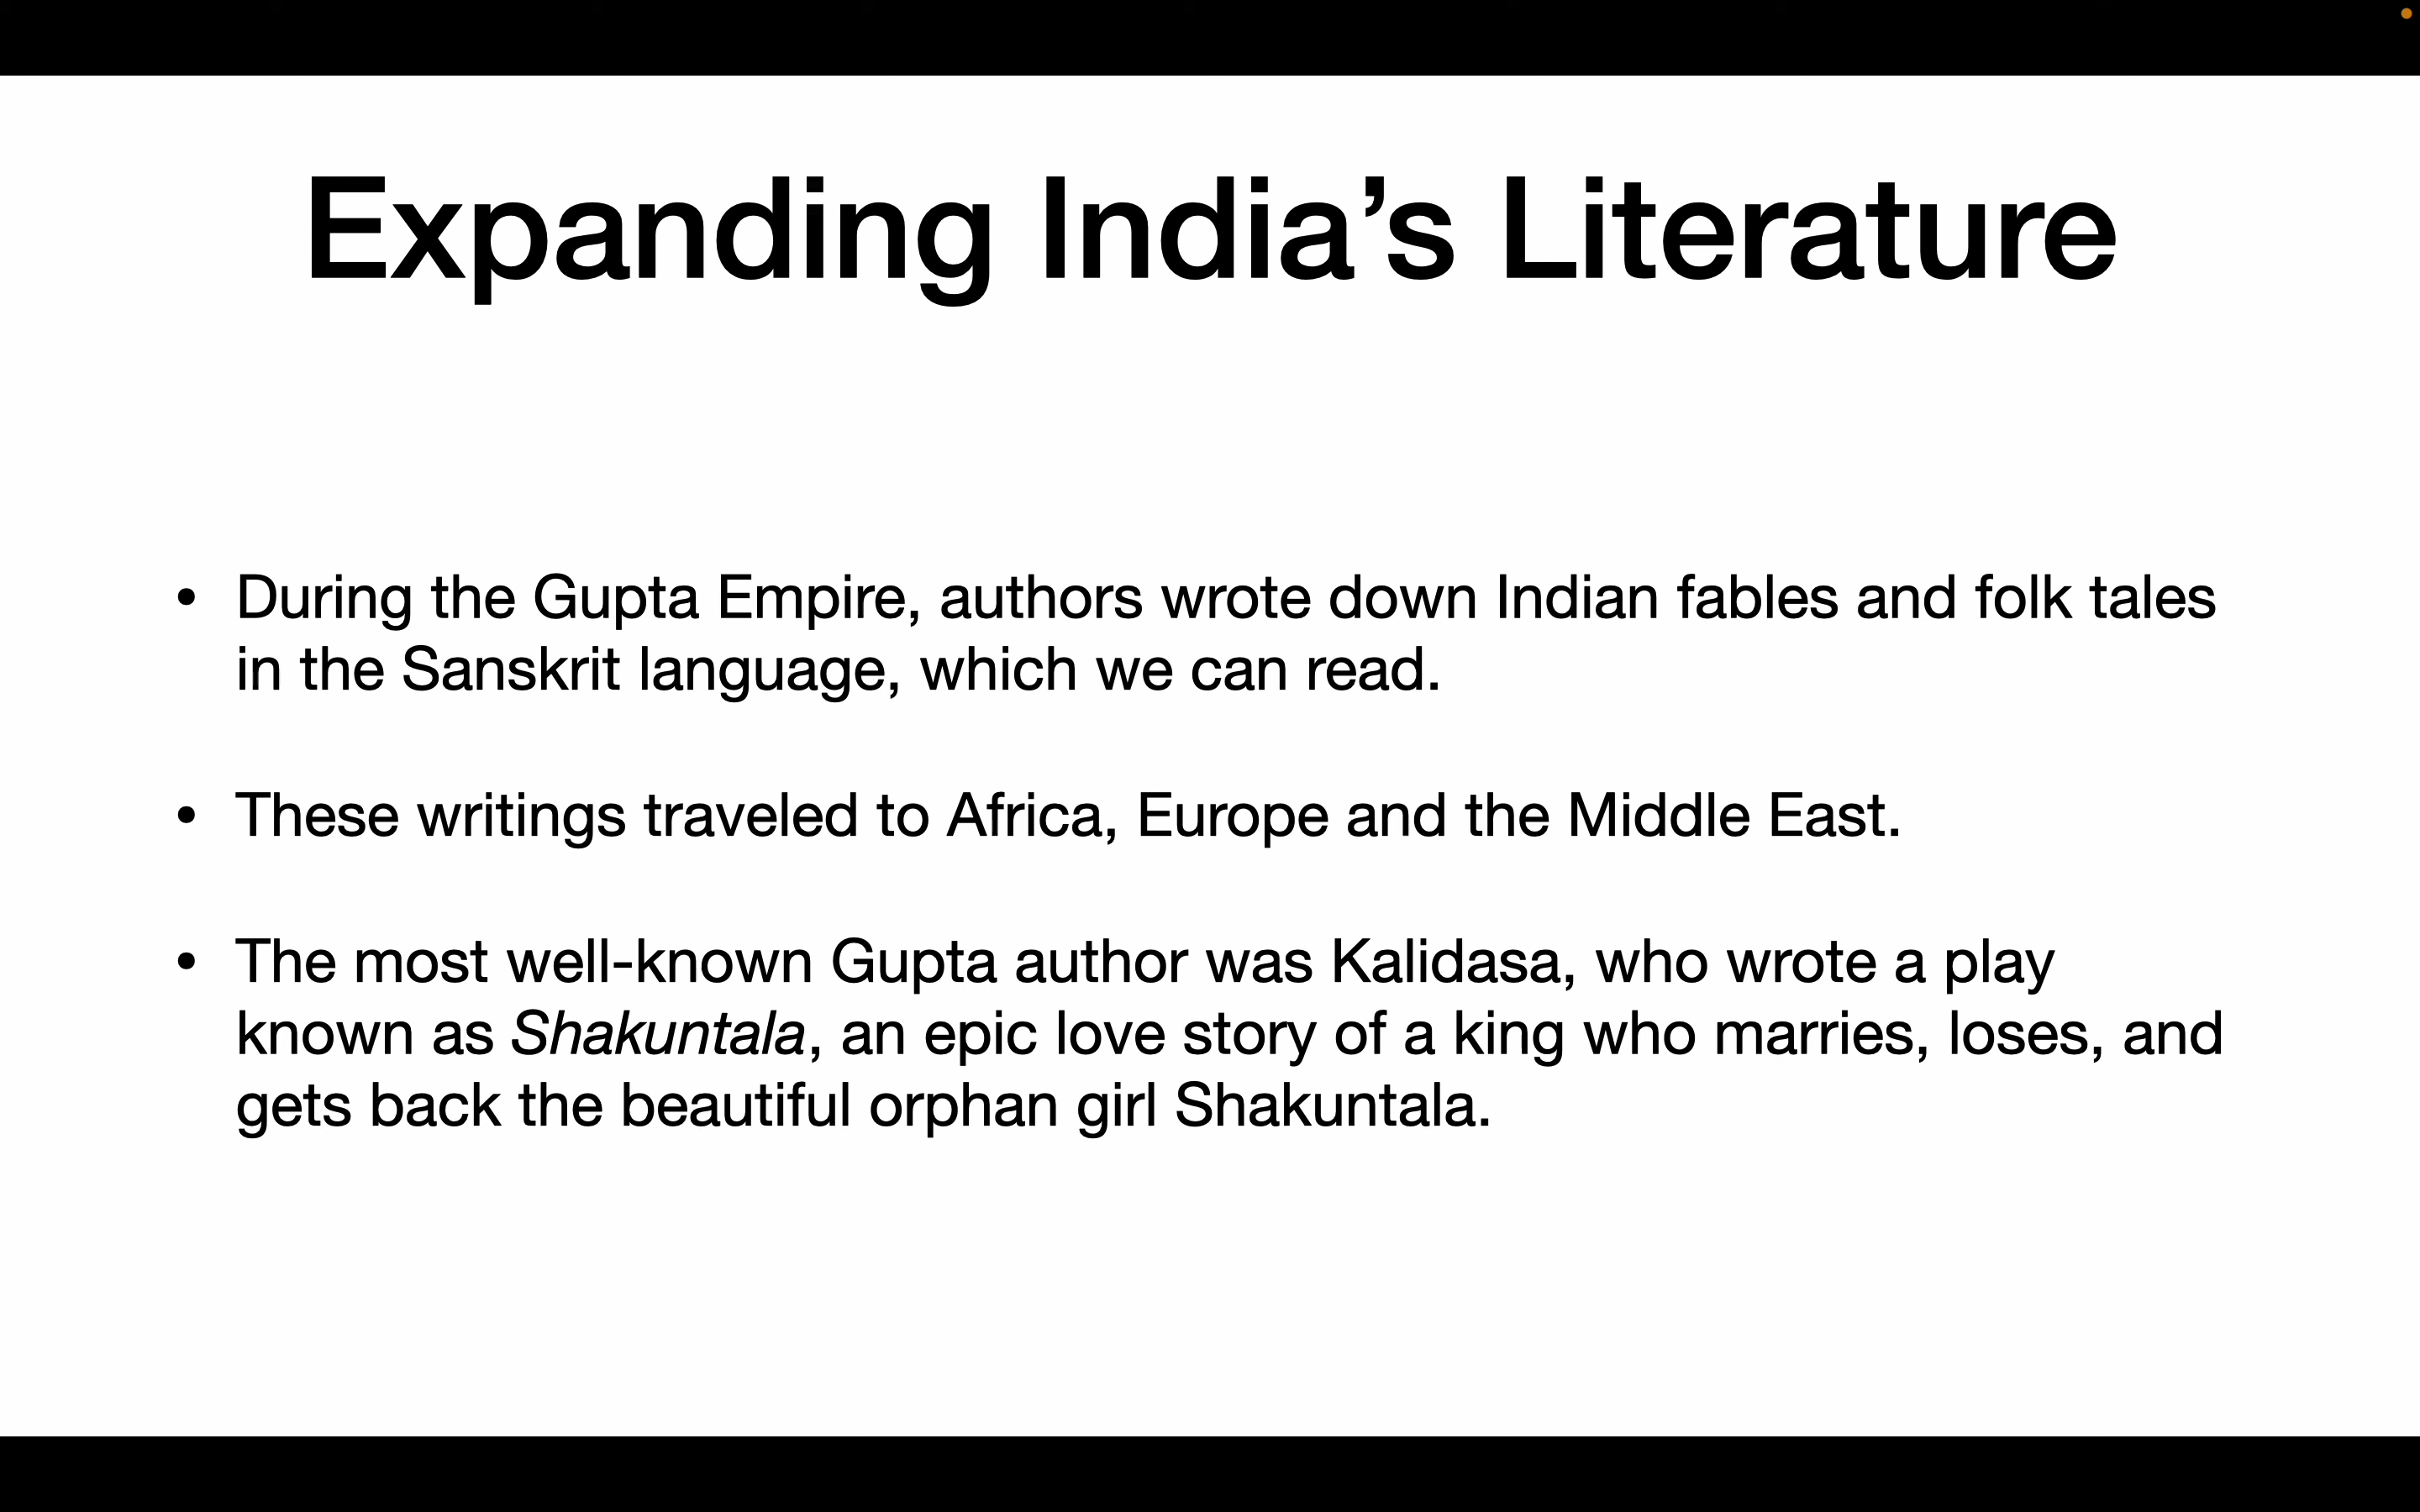 Expanding India’s Literature
• During the Gupta Empire, authors wrote down Indian fables and folk tales
in the Sanskrit language, which we can read.
• These writings traveled to Africa, Europe and the Middle East.
• The most well-known Gupta author was Kalidasa, who wrote a play
known as Shakuntala, an epic love story of a king who marries, loses, and
gets back the beautiful orphan girl Shakuntala.